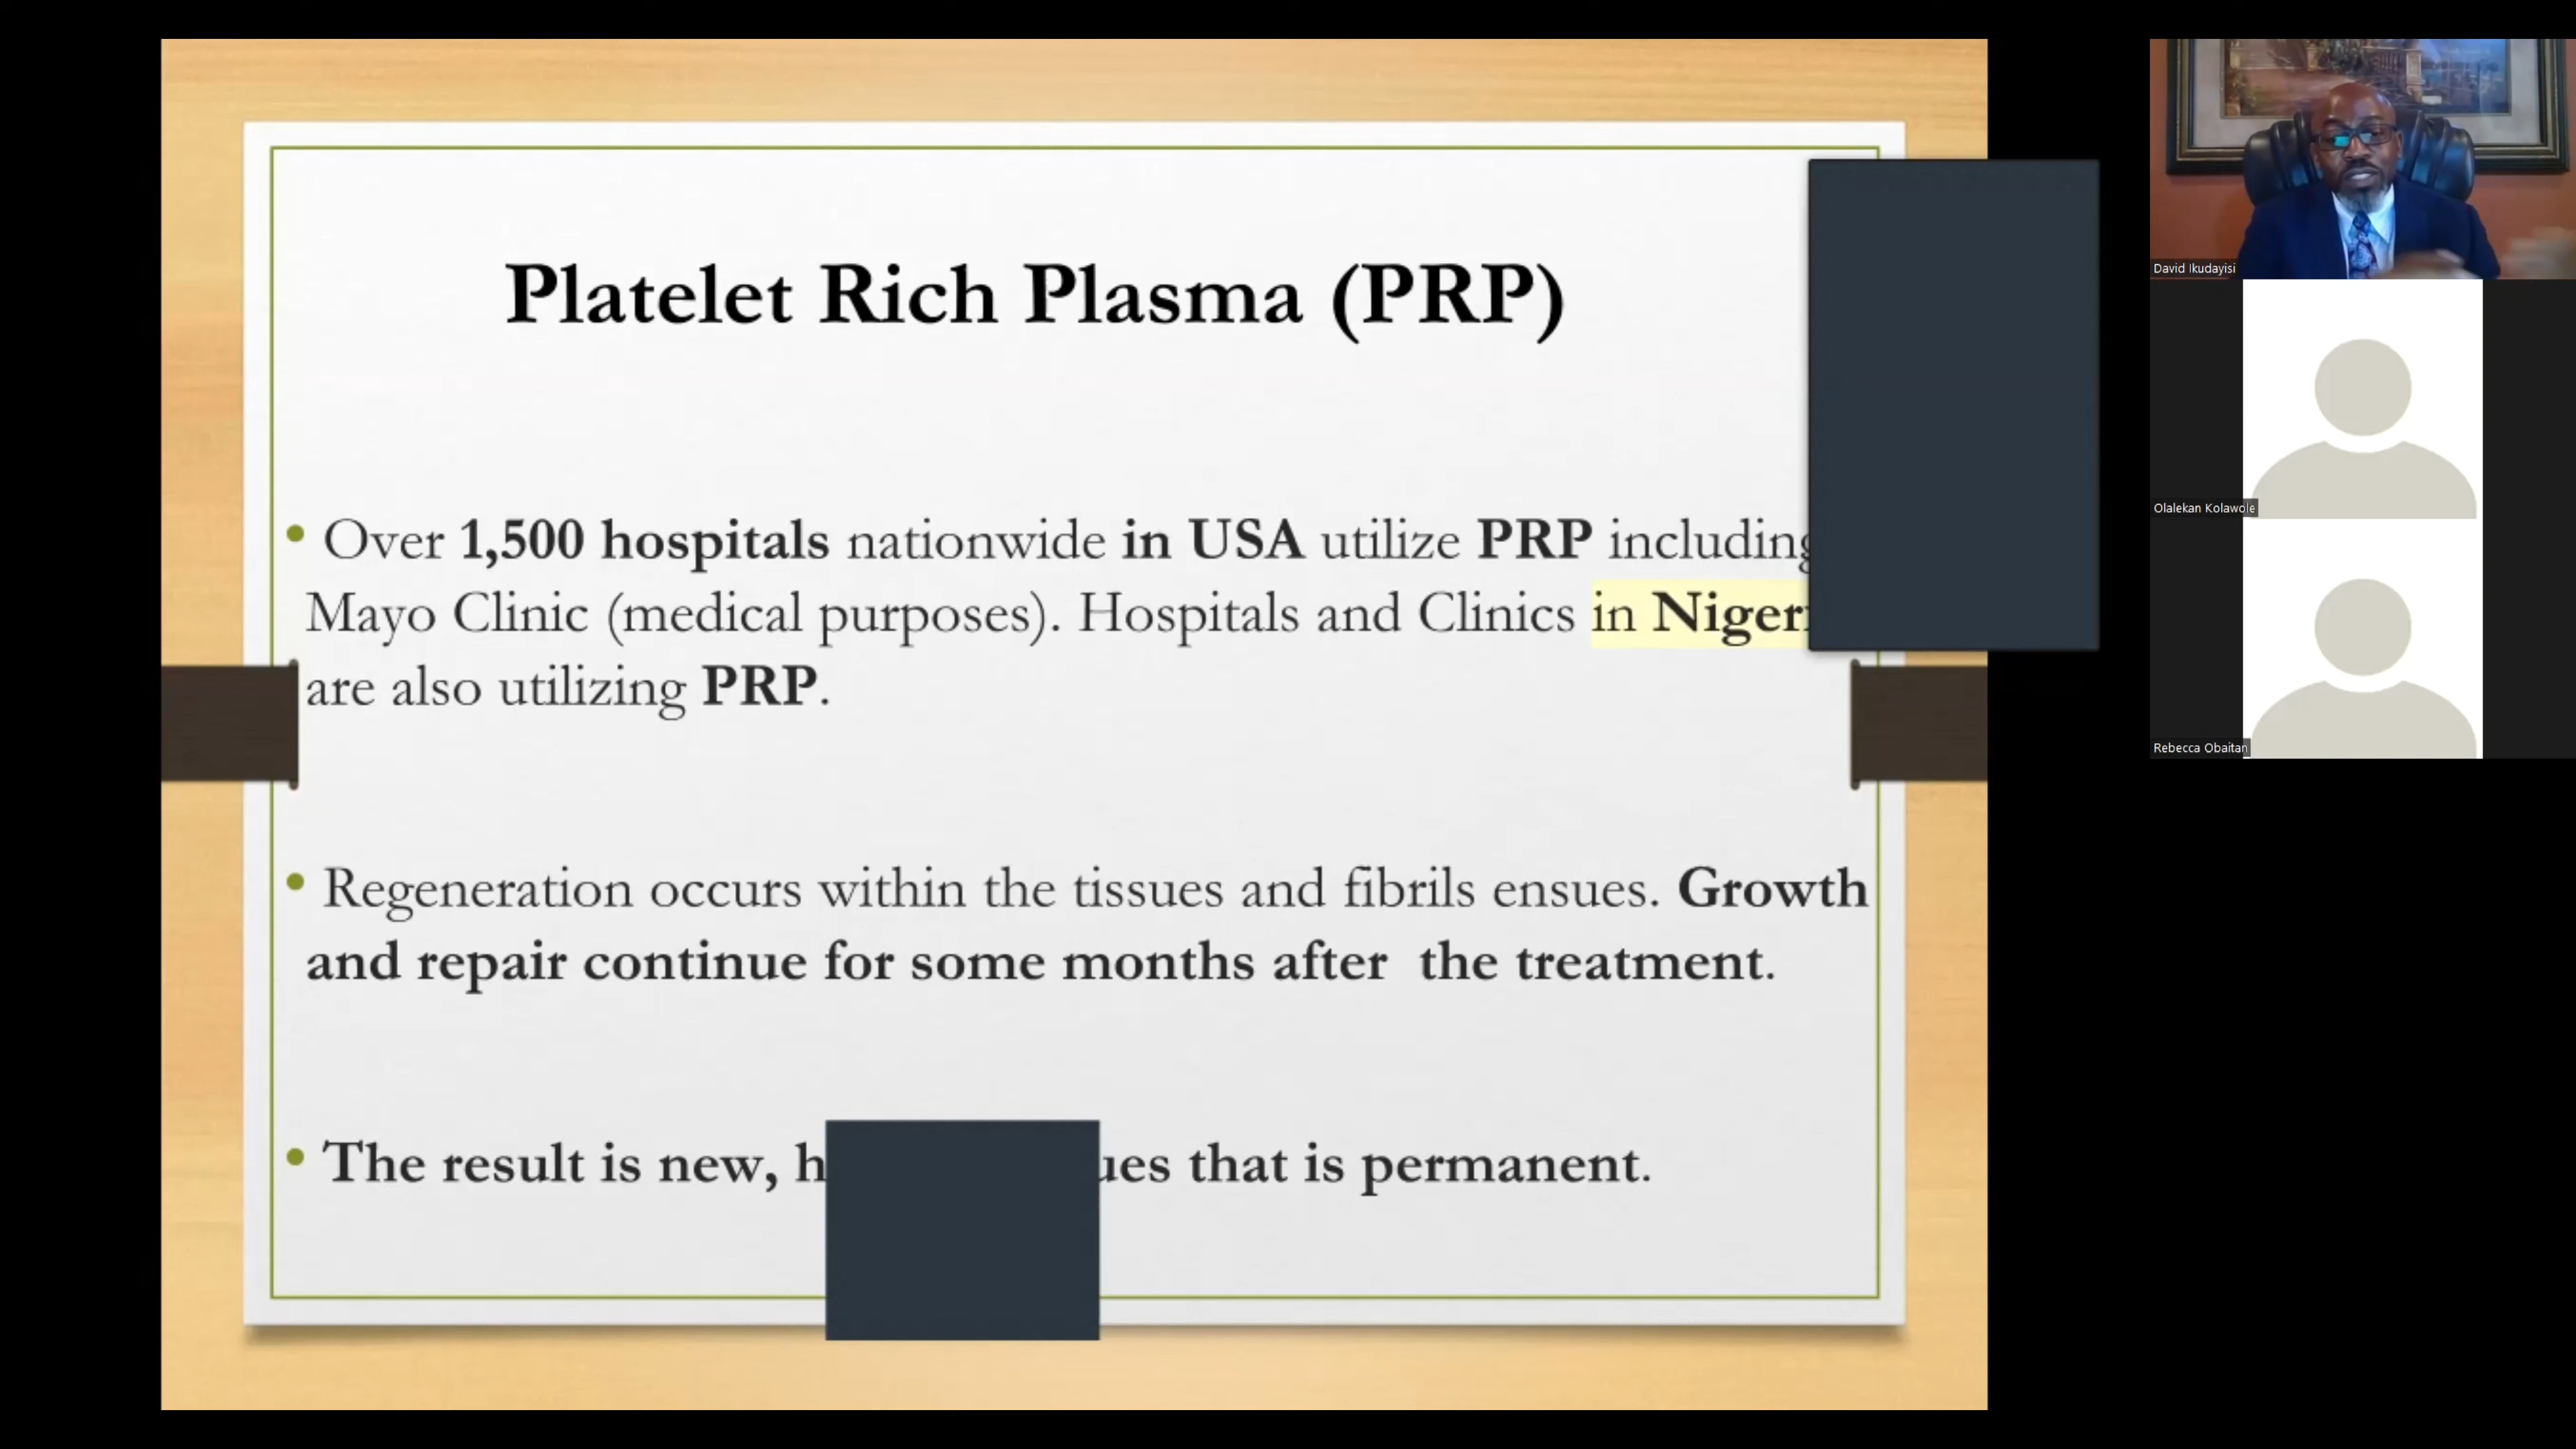 Platelet Rich Plasma (PRP)
• Over 1,500 hospitals nationwide in USA utilize PRP including
Mayo Clinic (medical purposes). Hospitals and Clinics in
are also utilizing PRP.
• Regeneration occurs within the tissues and fibrils ensues. Growth
and repair continue for some months after the treatment.
• The result is new, that is permanent.
David Ikudayisi
Olalekan Kolawole
Rebecca Obaitan